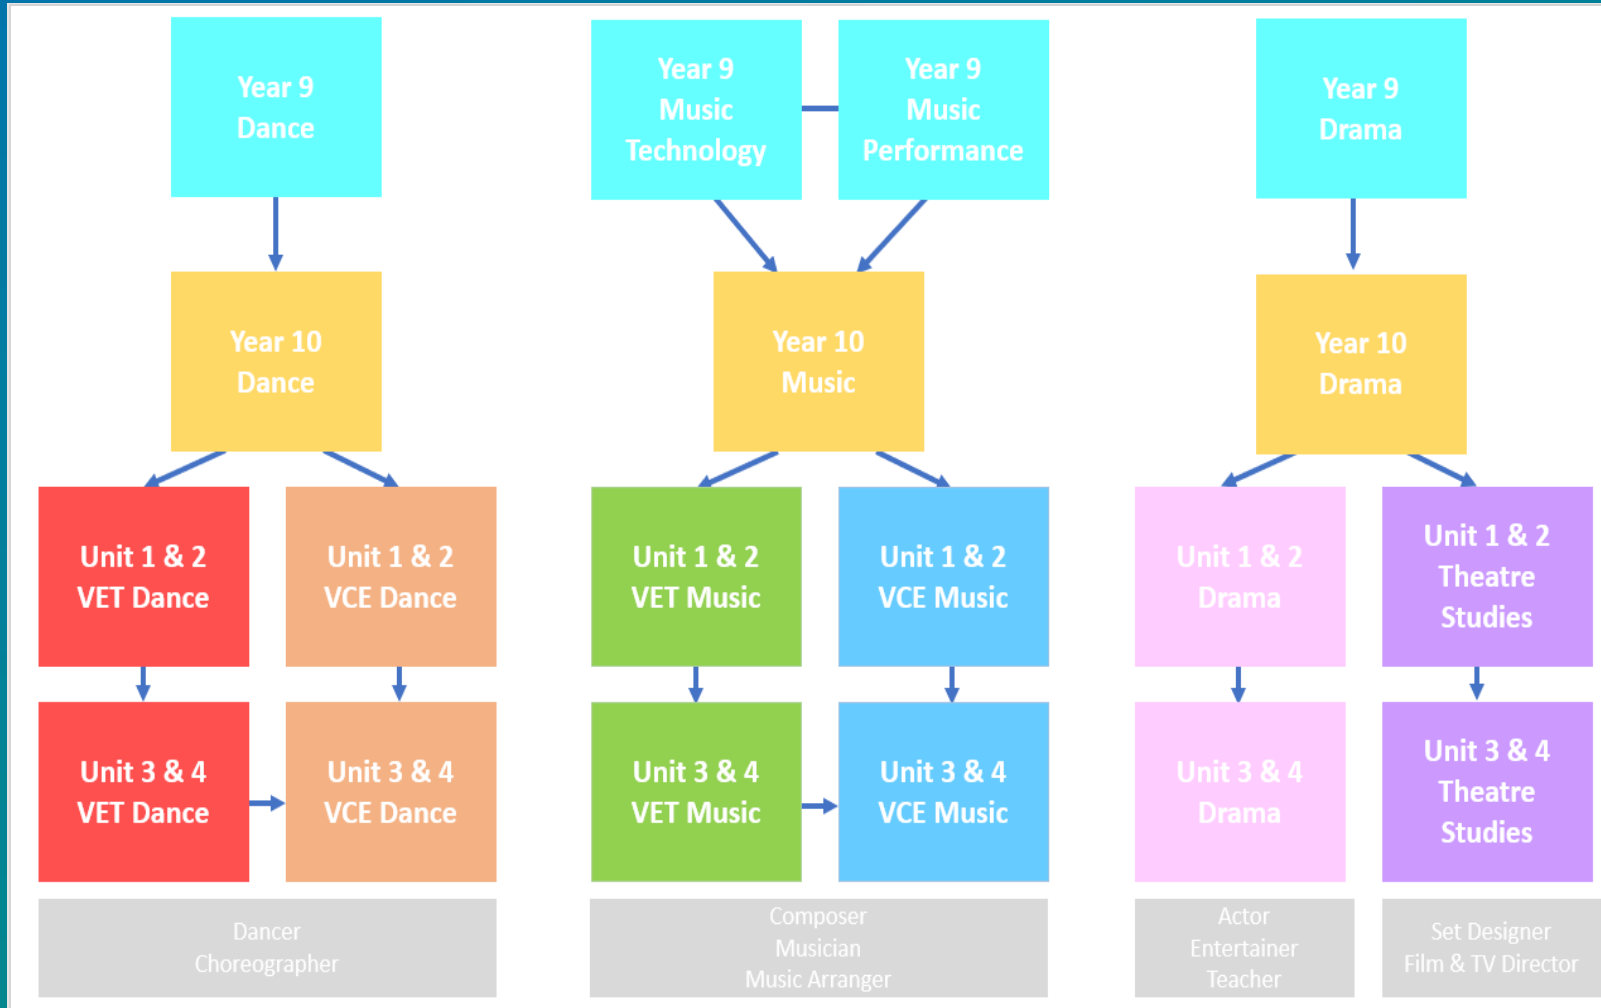 Year 9
Dance
Year 9
Music
Technology
Year 9
Music
Performance
Year 9
Drama
Year 10
Dance
Year 10
Music
Year 10
Drama
Unit 1 & 2
VET Dance
Unit 1 & 2
VCE Dance
Unit 1 & 2
VET Music
Unit 1 & 2
VCE Music
Unit 1 & 2
Drama
Unit 1 & 2
Theatre
Studies
Unit 3 & 4
VET Dance
Unit 3 & 4
VCE Dance
Unit 3 & 4
VET Music
Unit 3 & 4
VCE Music
Unit 3 & 4
Drama
Unit 3 & 4
Theatre
Studies
Dancer
Choreographer
Composer
Musician
Music Arranger
Actor
Entertainer
Teacher
Set Designer
Film & TV Director